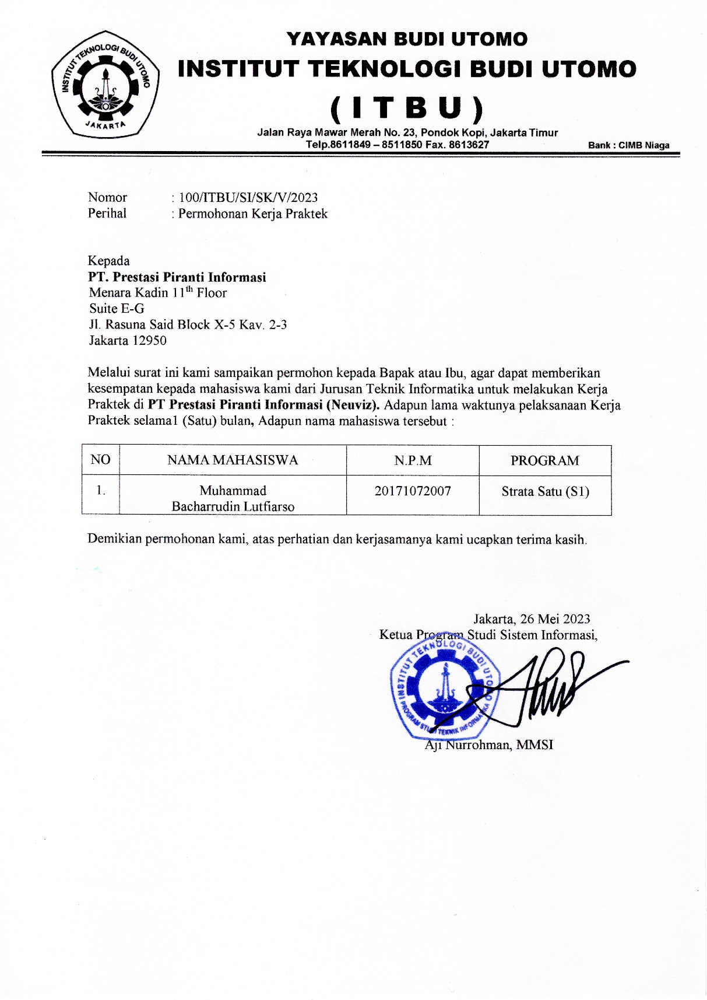 INSTITUT TEKNOLOGI BUDI UTOMO
JAKARTA
YAYASAN BUDI UTOMO
INSTITUT TEKNOLOGI BUDI UTOMO
( I T B U )
Jalan Raya Mawar Merah No. 23, Pondok Kopi, Jakarta Timur
Telp.8611849 – 8511850 Fax. 8613627
Bank : CIMB Niaga
Nomor : 100/ITBU/SI/SK/V/2023
Perihal : Permohonan Kerja Praktek
Kepada
PT. Prestasi Piranti Informasi
Menara Kadin 11th Floor
Suite E-G
Jl. Rasuna Said Block X-5 Kav. 2-3
Jakarta 12950
Melalui surat ini kami sampaikan permohon kepada Bapak atau Ibu, agar dapat memberikan
kesempatan kepada mahasiswa kami dari Jurusan Teknik Informatika untuk melakukan Kerja
Praktek di PT Prestasi Piranti Informasi (Neuviz). Adapun lama waktunya pelaksanaan Kerja
Praktek selama1 (Satu) bulan, Adapun nama mahasiswa tersebut :
NO NAMA MAHASISWA N.P.M PROGRAM
1. Muhammad 20171072007 Strata Satu (S1)
Bacharrudin Lutfiarso
Demikian permohonan kami, atas perhatian dan kerjasamanya kami ucapkan terima kasih.
Jakarta, 26 Mei 2023
Ketua Program Studi Sistem Informasi,
INSTITUT TEKNOLOGI BUDI UTOMO
PROGRAM STUDI TEKNIK INFORMATIKA
Aji Nurrohman, MMSI